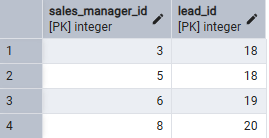 sales_manager_id lead_id
[PK] integer [PK] integer
1 3 18
2 5 18
3 6 19
4 8 20